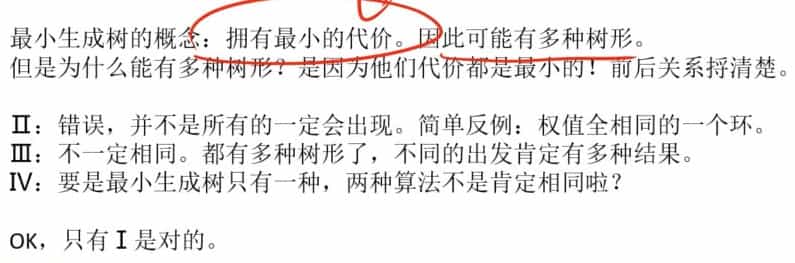 最小生成树的概念：拥有最小的代价。因此可能有多种树形。
但是为什么能有多种树形？是因为他们代价都是最小的！前后关系捋清楚。
Ⅱ：错误，并不是所有的一定会出现。简单反例：权值全相同的一个环。
Ⅲ：不一定相同。都有多种树形了，不同的出发肯定有多种结果。
Ⅳ：要是最小生成树只有一种，两种算法不是肯定相同啦？
OK，只有Ⅰ是对的。